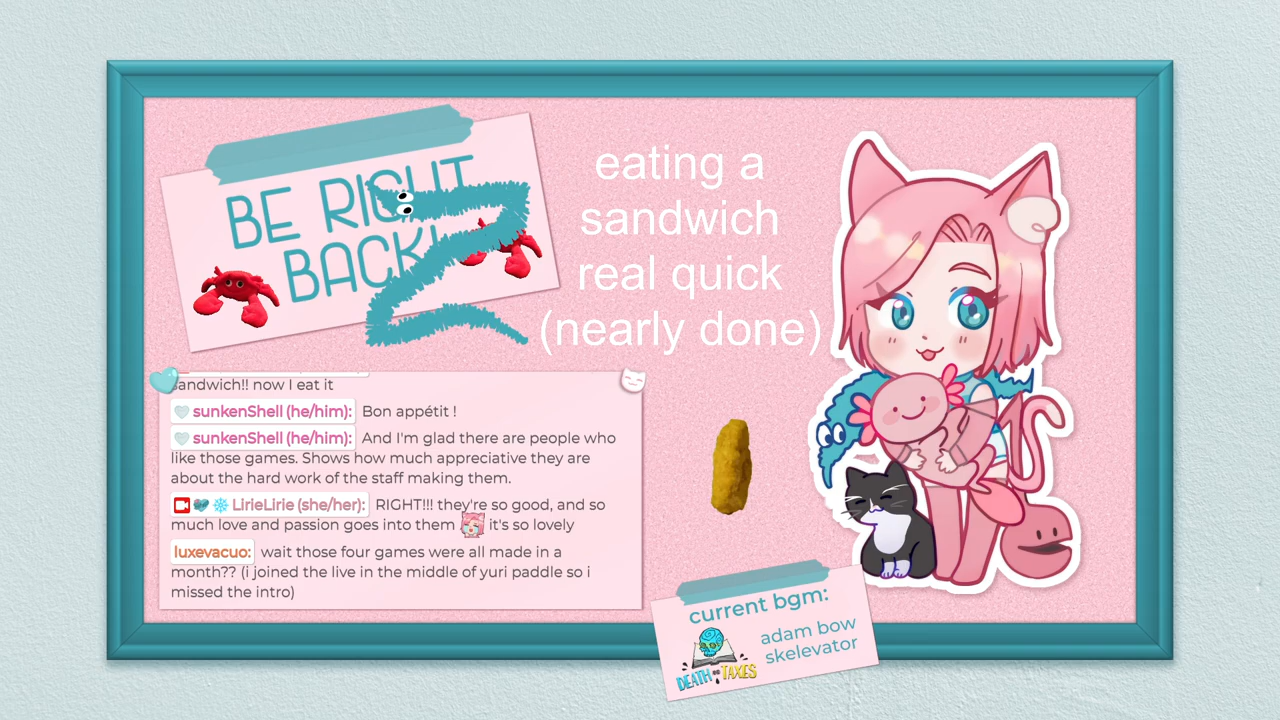 BE RIGHT
BACK!
eating a
sandwich
real quick
(nearly done)
sandwich!! now I eat it
sunkenShell (he/him): Bon appétit !
sunkenShell (he/him): And I'm glad there are people who
like those games. Shows how much appreciative they are
about the hard work of the staff making them.
LirieLirie (she/her): RIGHT!!! they're so good, and so
much love and passion goes into them it's so lovely
luxevacuo: wait those four games were all made in a
month?? (i joined the live in the middle of yuri paddle so i
missed the intro)
current bgm:
adam bow
skelevator
DEATH AND TAXES